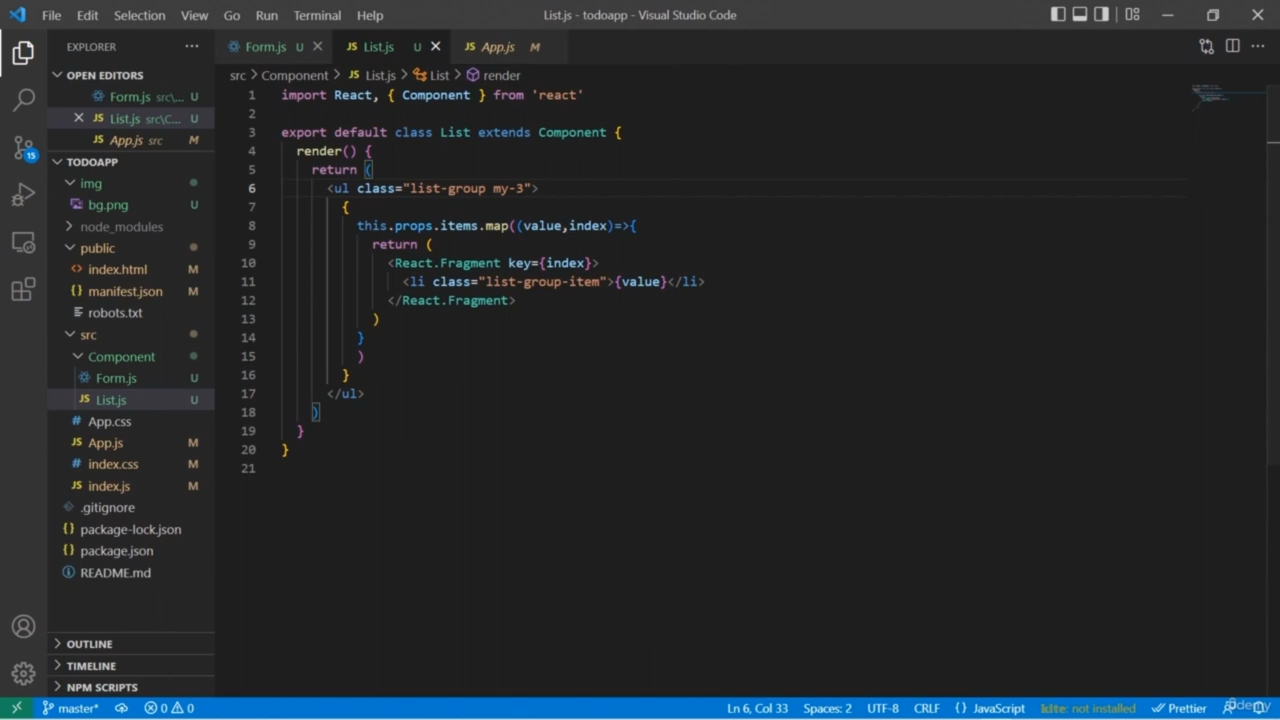 File Edit Selection View Go Run Terminal Help List.js - todoapp - Visual Studio Code
EXPLORER
OPEN EDITORS
Form.js src\... U
List.js src\C... U
App.js src M
TODOAPP
img
bg.png U
node_modules
public
index.html M
manifest.json M
robots.txt
src
Component
Form.js U
List.js U
App.css
App.js M
index.css M
index.js M
.gitignore
package-lock.json
package.json
README.md
OUTLINE
TIMELINE
NPM SCRIPTS
15
Form.js U List.js U App.js M
src > Component > JS List.js > List > render
1 import React, { Component } from 'react'
2
3 export default class List extends Component {
4 render() {
5 return (
6 <ul class="list-group my-3">
7 {
8 this.props.items.map((value,index)=>{
9 return (
10 <React.Fragment key={index}>
11 <li class="list-group-item">{value}</li>
12 </React.Fragment>
13 )
14 }
15 )
16 }
17 </ul>
18 )
19 }
20 }
21
master* 0 0 Ln 6, Col 33 Spaces: 2 UTF-8 CRLF {} JavaScript kite: not installed Prettier
Udemy